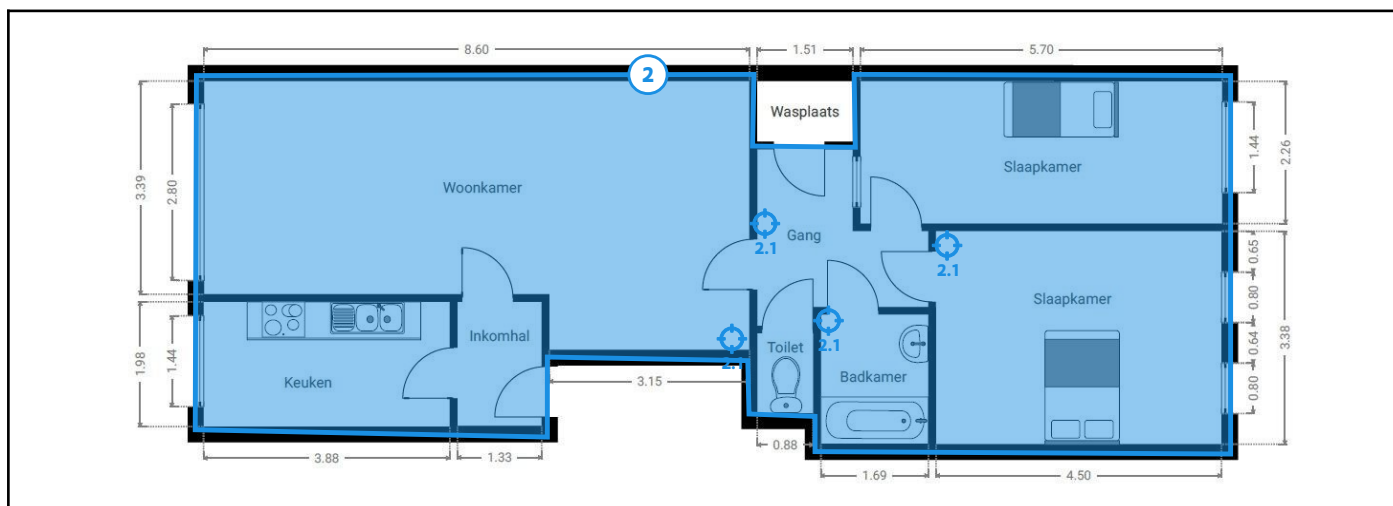 8.60
1.51
5.70
2
Wasplaats
3.39
2.80
1.44
2.26
Slaapkamer
Woonkamer
Gang
2.1
2.1
0.65
0.80
Slaapkamer
1.98
1.44
Inkomhal
2.1
Toilet
2.1
0.64
3.38
Keuken
3.15
Badkamer
0.80
3.88
1.33
0.88
1.69
4.50